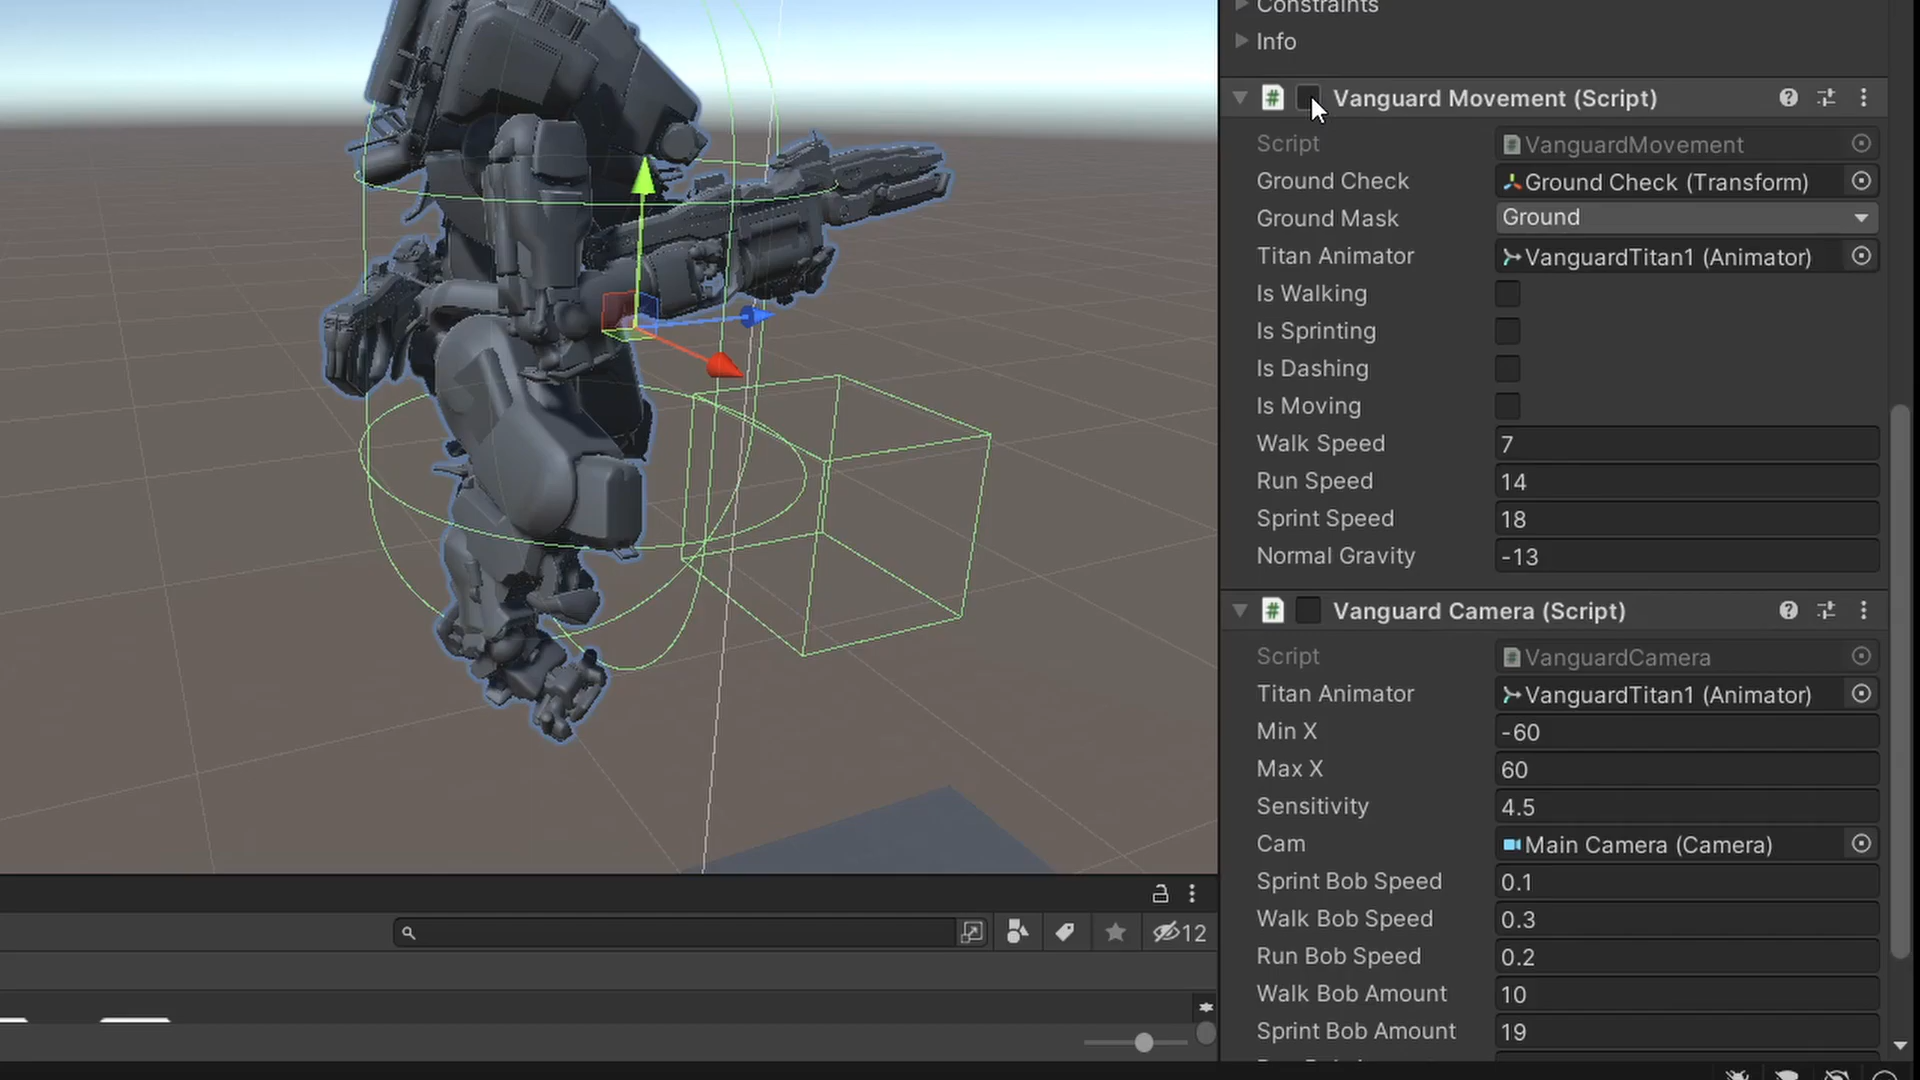 Constraints
Info
Vanguard Movement (Script)
Script VanguardMovement
Ground Check Ground Check (Transform)
Ground Mask Ground
Titan Animator VanguardTitan1 (Animator)
Is Walking
Is Sprinting
Is Dashing
Is Moving
Walk Speed 7
Run Speed 14
Sprint Speed 18
Normal Gravity -13
Vanguard Camera (Script)
Script VanguardCamera
Titan Animator VanguardTitan1 (Animator)
Min X -60
Max X 60
Sensitivity 4.5
Cam Main Camera (Camera)
Sprint Bob Speed 0.1
Walk Bob Speed 0.3
Run Bob Speed 0.2
Walk Bob Amount 10
Sprint Bob Amount 19
12